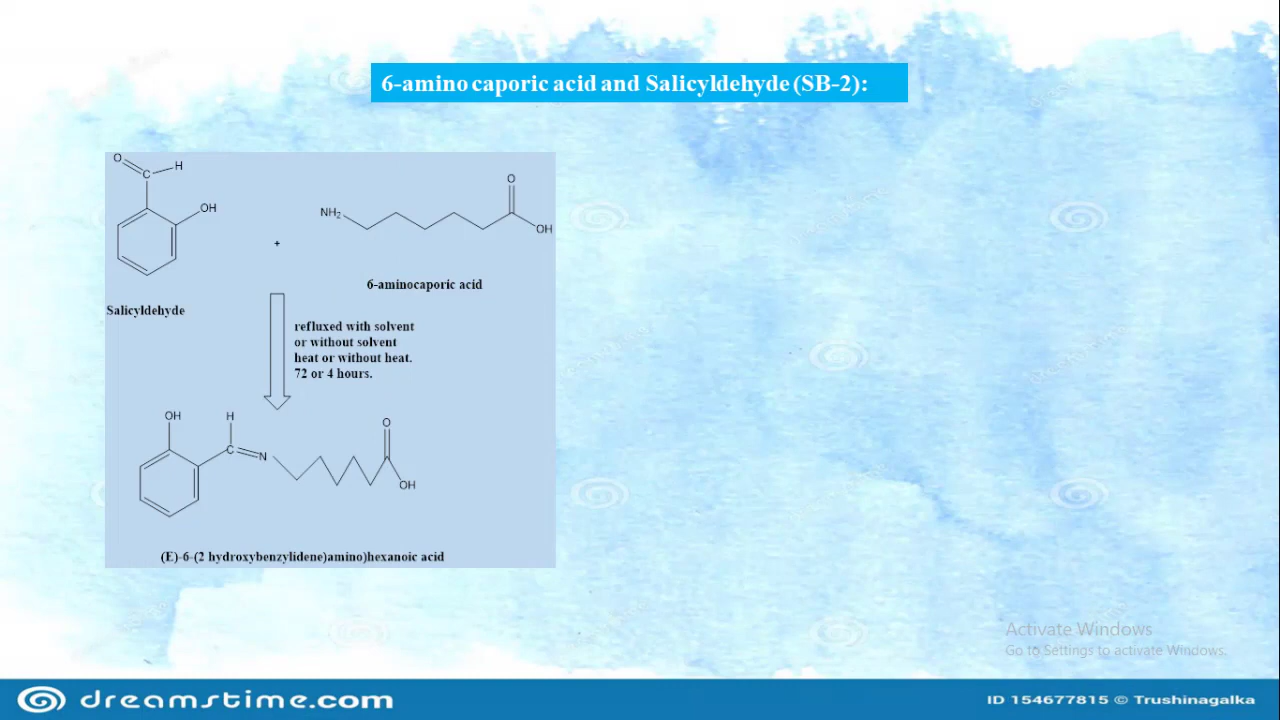 6-amino caporic acid and Salicyldehyde (SB-2):
O
C
H
OH
+
NH2
O
OH
6-aminocaporic acid
Salicyldehyde
refluxed with solvent
or without solvent
heat or without heat.
72 or 4 hours.
OH
H
C
N
O
OH
(E)-6-(2 hydroxybenzylidene)amino)hexanoic acid
Activate Windows
Go to Settings to activate Windows.
dreamstime.com
ID 154677815 © Trushinagalka